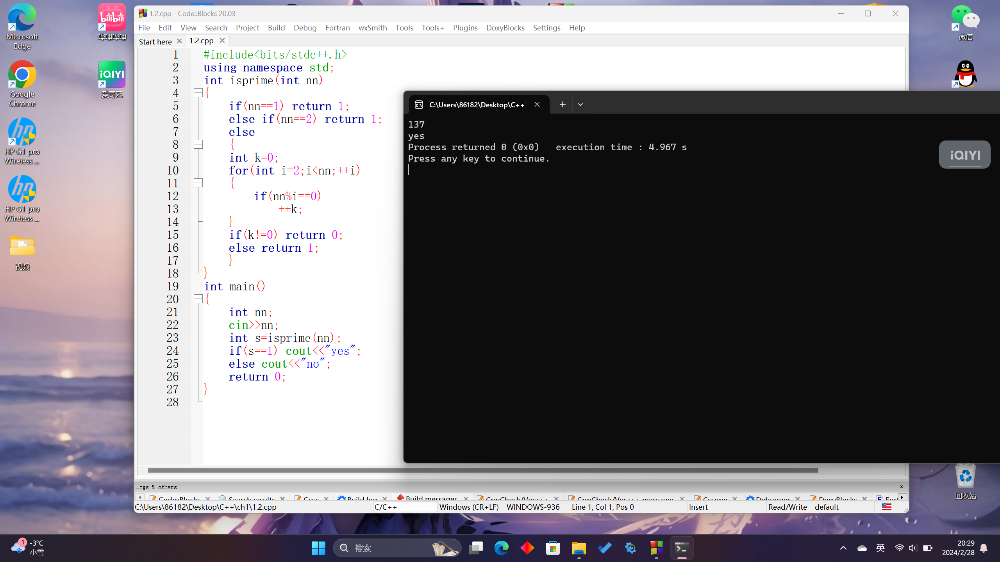 Microsoft
Edge
哔哩哔哩
Google
Chrome
iQIYI
爱奇艺
HP G1 pro
Wireless ...
HP G1 pro
Wireless ...
视频
bilibili
hp
hp
1.2.cpp - Code::Blocks 20.03
File Edit View Search Project Build Debug Fortran wxSmith Tools Tools+ Plugins DoxyBlocks Settings Help
Start here 1.2.cpp
1 #include<bits/stdc++.h>
2 using namespace std;
3 int isprime(int nn)
4 {
5 if(nn==1) return 1;
6 else if(nn==2) return 1;
7 else
8 {
9 int k=0;
10 for(int i=2;i<nn;++i)
11 {
12 if(nn%i==0)
13 ++k;
14 }
15 if(k!=0) return 0;
16 else return 1;
17 }
18 }
19 int main()
20 {
21 int nn;
22 cin>>nn;
23 int s=isprime(nn);
24 if(s==1) cout<<"yes";
25 else cout<<"no";
26 return 0;
27 }
28
C:\Users\86182\Desktop\C++
137
yes
Process returned 0 (0x0)   execution time : 4.967 s
Press any key to continue.
iQIYI
微信
回收站
Logs & others
Code::Blocks Search results Cccc Build log Build messages CppCheck/Vera++ CppCheck/Vera++ messages Cscope Debugger DoxyBlocks Fort
C:\Users\86182\Desktop\C++\ch1\1.2.cpp C/C++ Windows (CR+LF) WINDOWS-936 Line 1, Col 1, Pos 0 Insert Read/Write default
1 -3°C
小雪
搜索
英
20:29
2024/2/28